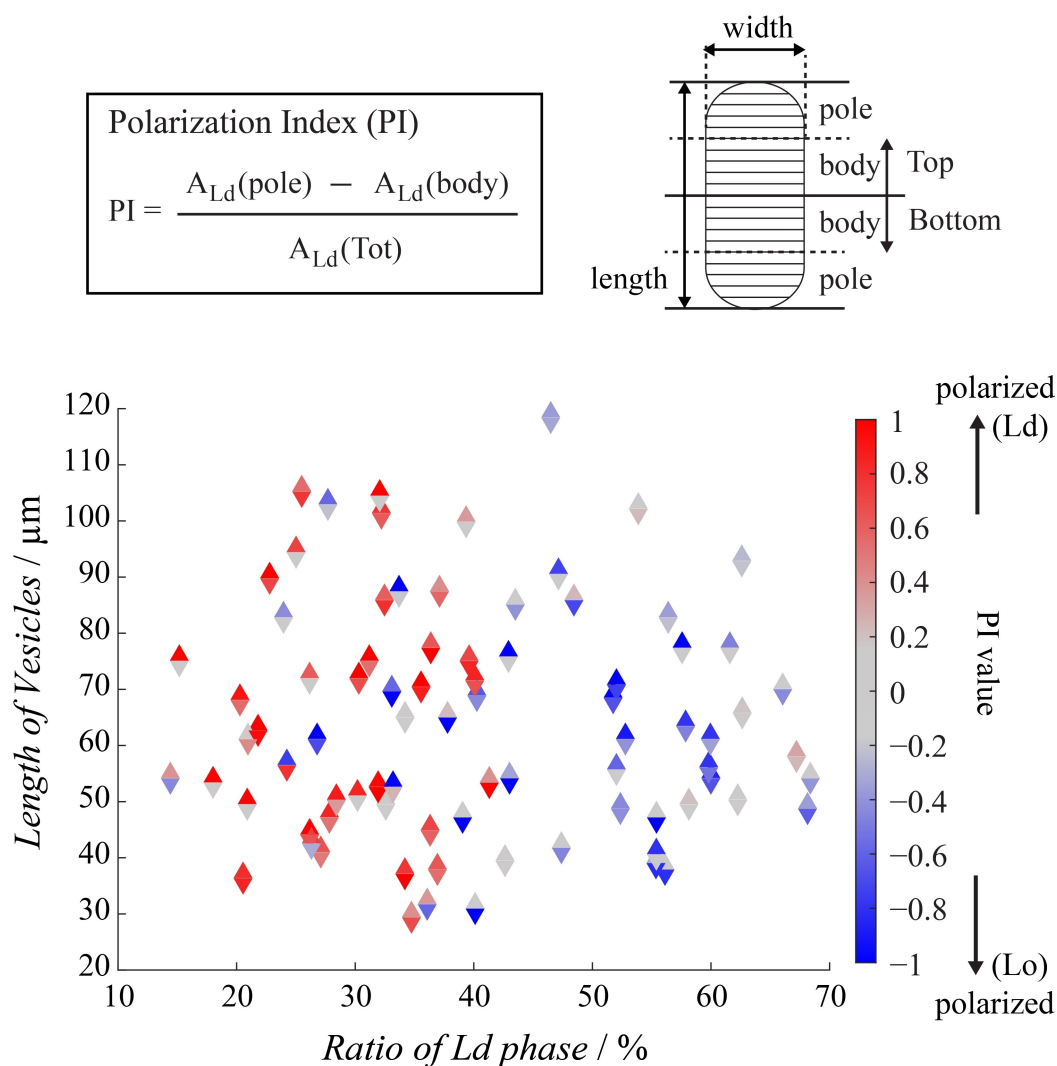 width
Polarization Index (PI)
PI = A_Ld(pole) − A_Ld(body)
A_Ld(Tot)
pole
body
Top
body
Bottom
pole
length
polarized
(Ld)
120
110
100
90
80
70
60
50
40
30
20
Length of Vesicles / μm
10
20
30
40
50
60
70
Ratio of Ld phase / %
1
0.8
0.6
0.4
0.2
0
−0.2
−0.4
−0.6
−0.8
−1
PI value
(Lo)
polarized